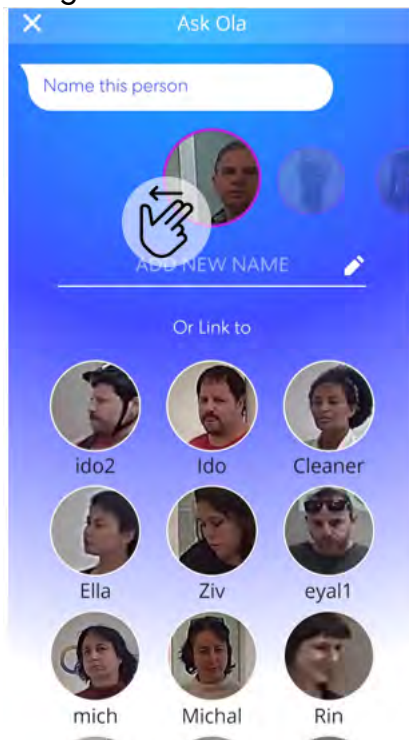 Ask Ola
Name this person
ADD NEW NAME
Or Link to
ido2 Ido Cleaner
Ella Ziv eyal1
mich Michal Rin